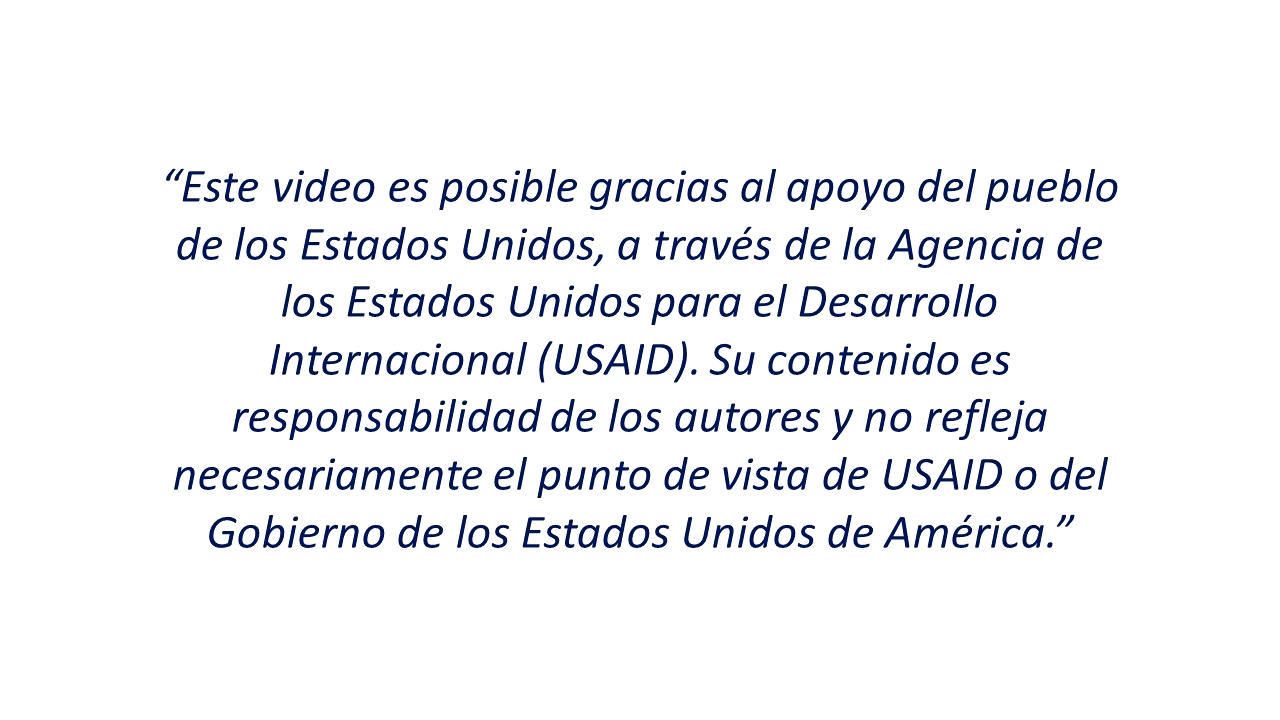 “Este video es posible gracias al apoyo del pueblo
de los Estados Unidos, a través de la Agencia de
los Estados Unidos para el Desarrollo
Internacional (USAID). Su contenido es
responsabilidad de los autores y no refleja
necesariamente el punto de vista de USAID o del
Gobierno de los Estados Unidos de América.”